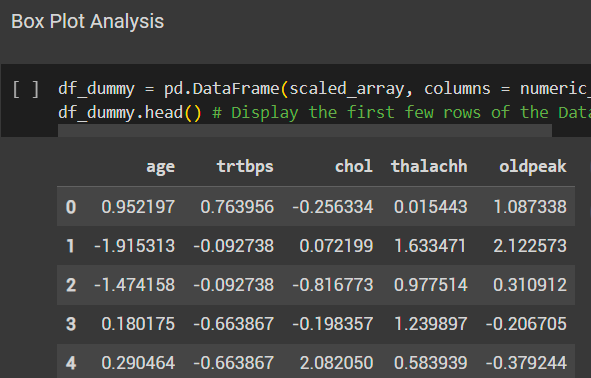 Box Plot Analysis
[ ] df_dummy = pd.DataFrame(scaled_array, columns = numeric_
df_dummy.head() # Display the first few rows of the Data
age trtbps chol thalachh oldpeak
0 0.952197 0.763956 -0.256334 0.015443 1.087338
1 -1.915313 -0.092738 0.072199 1.633471 2.122573
2 -1.474158 -0.092738 -0.816773 0.977514 0.310912
3 0.180175 -0.663867 -0.198357 1.239897 -0.206705
4 0.290464 -0.663867 2.082050 0.583939 -0.379244